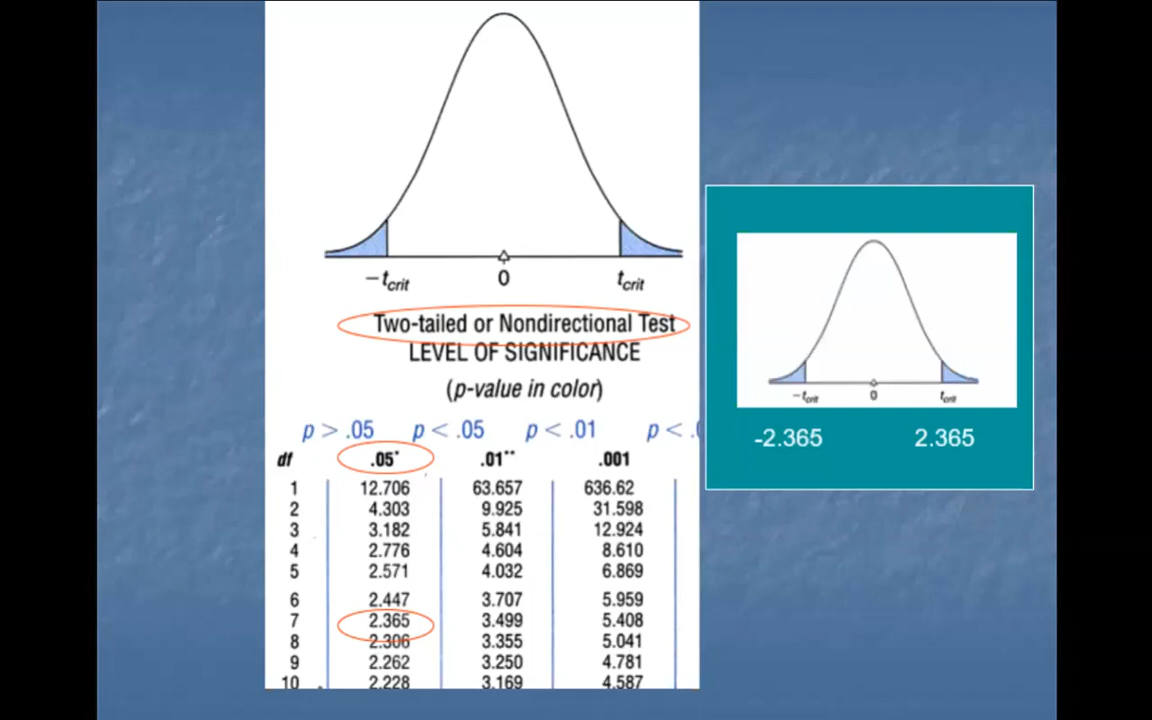 −tcrit 0 tcrit
Two-tailed or Nondirectional Test
LEVEL OF SIGNIFICANCE
(p-value in color)
p > .05 p < .05 p < .01 p < .0
df .05* .01** .001
1 12.706 63.657 636.62
2 4.303 9.925 31.598
3 3.182 5.841 12.924
4 2.776 4.604 8.610
5 2.571 4.032 6.869
6 2.447 3.707 5.959
7 2.365 3.499 5.408
8 2.306 3.355 5.041
9 2.262 3.250 4.781
10 2.228 3.169 4.587
−tcrit 0 tcrit
-2.365 2.365